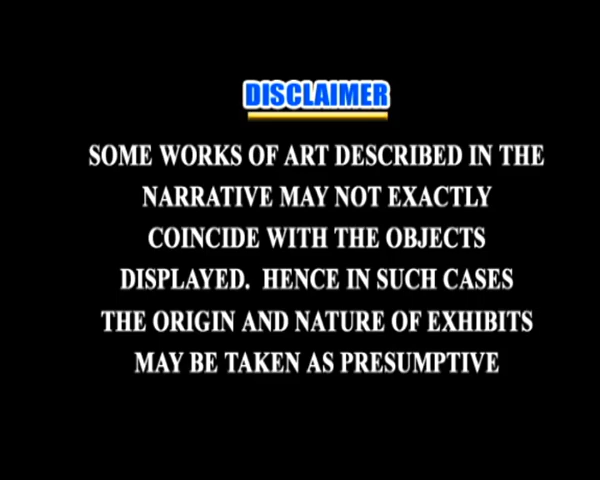 DISCLAIMER
SOME WORKS OF ART DESCRIBED IN THE
NARRATIVE MAY NOT EXACTLY
COINCIDE WITH THE OBJECTS
DISPLAYED.  HENCE IN SUCH CASES
THE ORIGIN AND NATURE OF EXHIBITS
MAY BE TAKEN AS PRESUMPTIVE